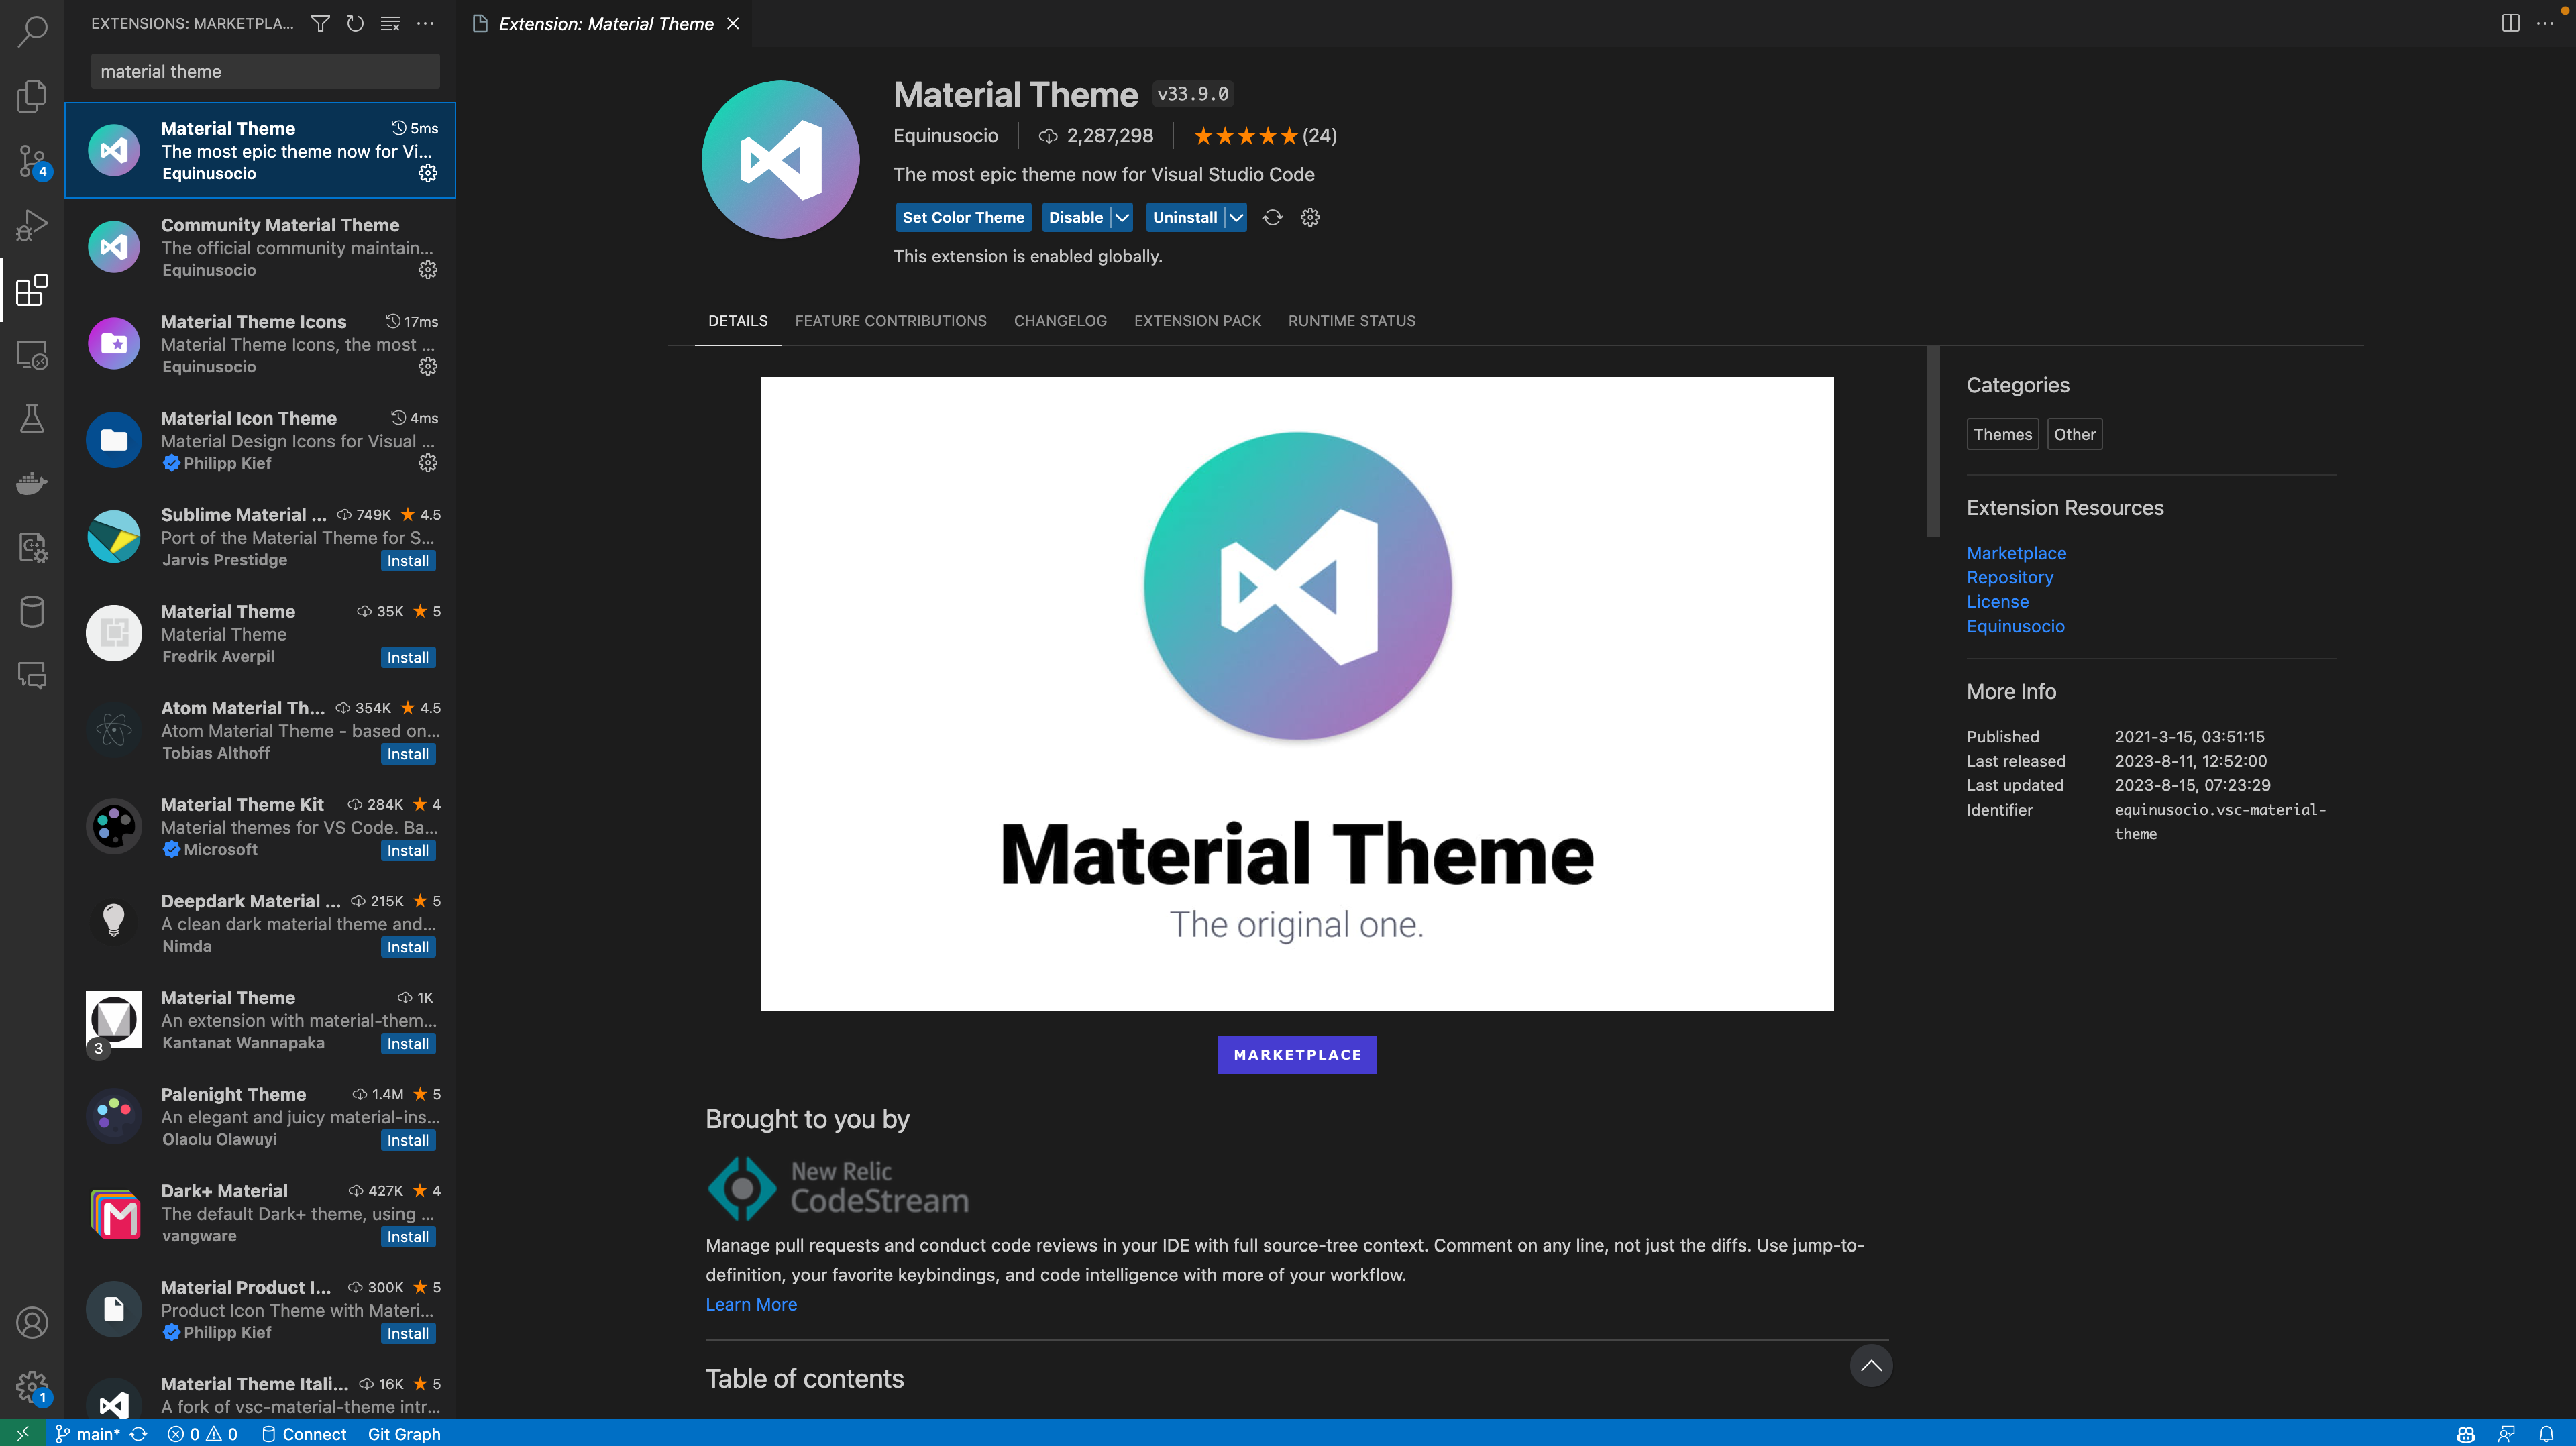 EXTENSIONS: MARKETPLA...
material theme
Material Theme
5ms
The most epic theme now for Vi...
Equinusocio
Community Material Theme
The official community maintain...
Equinusocio
Material Theme Icons
17ms
Material Theme Icons, the most ...
Equinusocio
Material Icon Theme
4ms
Material Design Icons for Visual ...
Philipp Kief
Sublime Material ...
749K
4.5
Port of the Material Theme for S...
Jarvis Prestidge
Install
Material Theme
35K
5
Material Theme
Fredrik Averpil
Install
Atom Material Th...
354K
4.5
Atom Material Theme - based on...
Tobias Althoff
Install
Material Theme Kit
284K
4
Material themes for VS Code. Ba...
Microsoft
Install
Deepdark Material ...
215K
5
A clean dark material theme and...
Nimda
Install
Material Theme
1K
An extension with material-them...
Kantanat Wannapaka
Install
3
Palenight Theme
1.4M
5
An elegant and juicy material-ins...
Olaolu Olawuyi
Install
Dark+ Material
427K
4
The default Dark+ theme, using ...
vangware
Install
Material Product I...
300K
5
Product Icon Theme with Materi...
Philipp Kief
Install
Material Theme Itali...
16K
5
A fork of vsc-material-theme intr...
4
1
Extension: Material Theme
Material Theme
v33.9.0
Equinusocio
2,287,298
(24)
The most epic theme now for Visual Studio Code
Set Color Theme
Disable
Uninstall
This extension is enabled globally.
DETAILS
FEATURE CONTRIBUTIONS
CHANGELOG
EXTENSION PACK
RUNTIME STATUS
Material Theme
The original one.
MARKETPLACE
Brought to you by
New Relic
CodeStream
Manage pull requests and conduct code reviews in your IDE with full source-tree context. Comment on any line, not just the diffs. Use jump-to-
definition, your favorite keybindings, and code intelligence with more of your workflow.
Learn More
Table of contents
Categories
Themes
Other
Extension Resources
Marketplace
Repository
License
Equinusocio
More Info
Published
2021-3-15, 03:51:15
Last released
2023-8-11, 12:52:00
Last updated
2023-8-15, 07:23:29
Identifier
equinusocio.vsc-material-
theme
main*
0
0
Connect
Git Graph